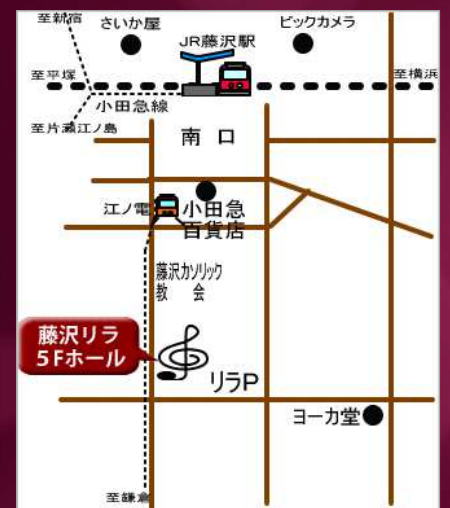 至新宿
さいか屋
ビックカメラ
JR藤沢駅
至平塚
至横浜
小田急線
至片瀬江ノ島
南口
江ノ電
小田急
百貨店
藤沢カソリック
教会
藤沢リラ
5Fホール
リラP
ヨーカ堂
至鎌倉